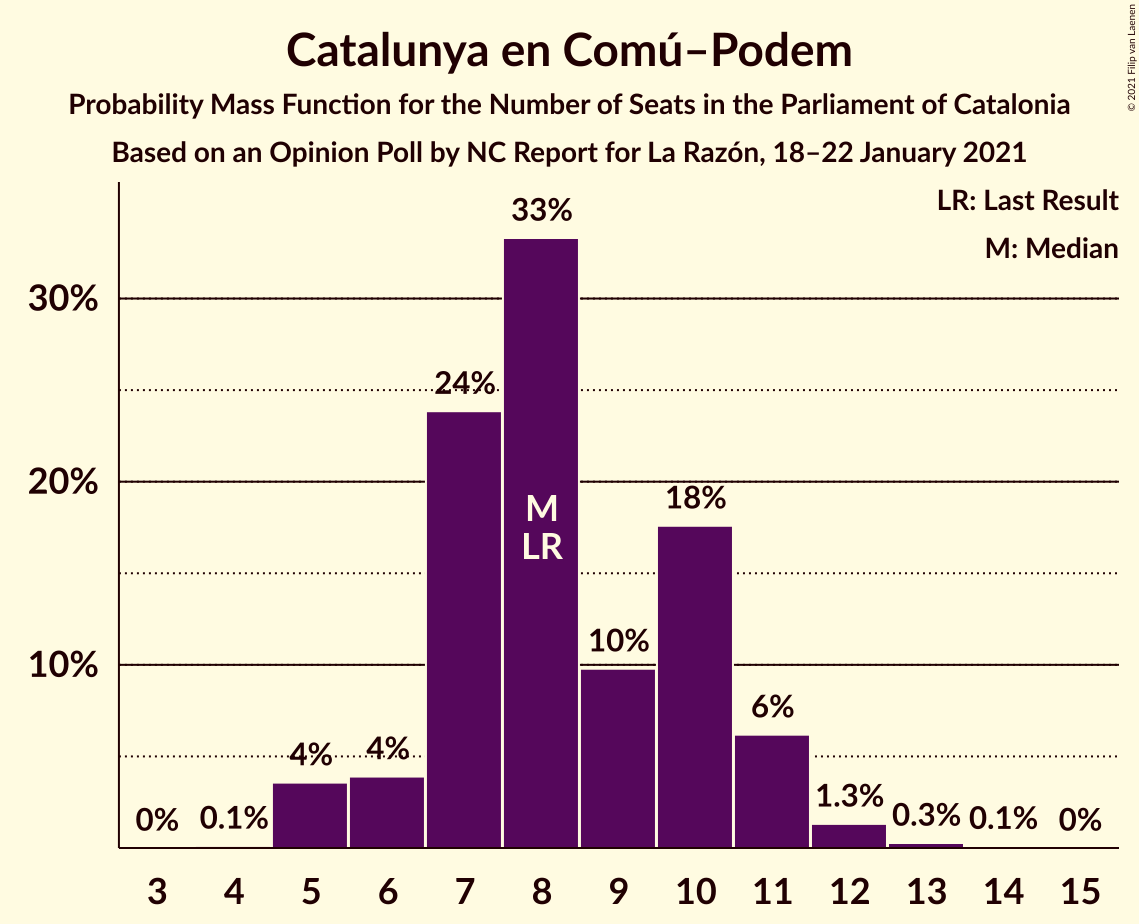 Catalunya en Comú–Podem
Probability Mass Function for the Number of Seats in the Parliament of Catalonia
Based on an Opinion Poll by NC Report for La Razón, 18–22 January 2021
© 2021 Filip van Laenen
LR: Last Result
M: Median
30%
20%
10%
0%
0.1%
4%
4%
24%
33%
M
LR
10%
18%
6%
1.3%
0.3%
0.1%
0%
3 4 5 6 7 8 9 10 11 12 13 14 15